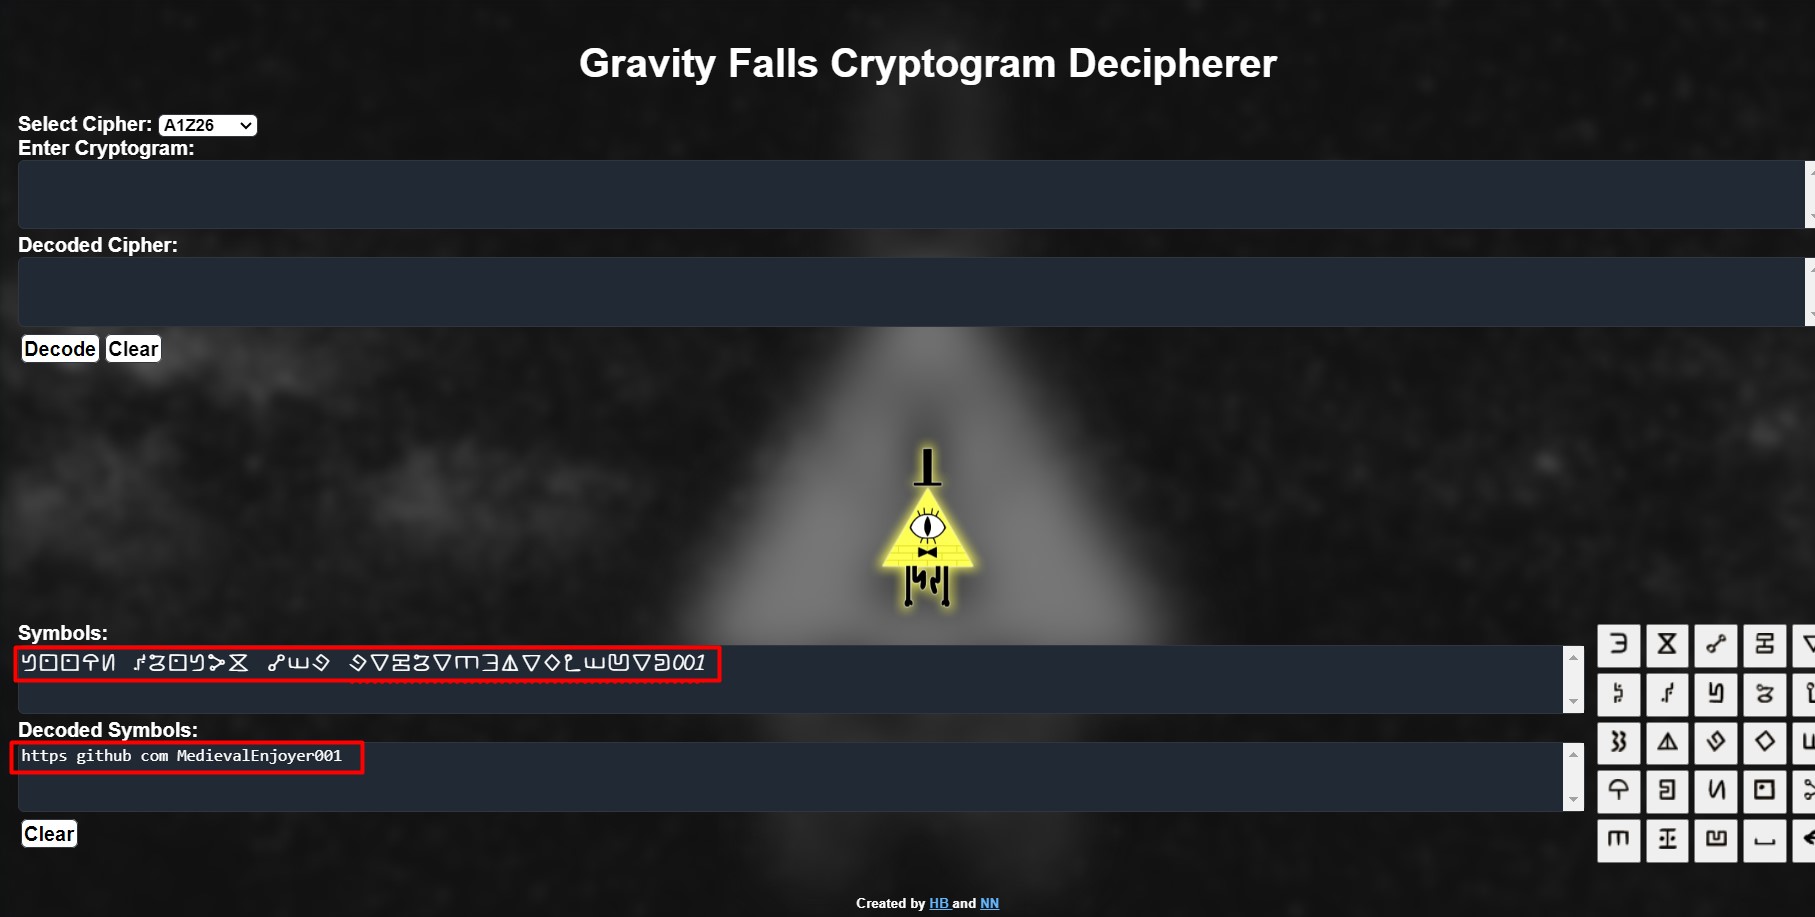 Gravity Falls Cryptogram Decipherer
Select Cipher: A1Z26
Enter Cryptogram:
Decoded Cipher:
Decode Clear
Symbols:
001
Decoded Symbols:
https github com MedievalEnjoyer001
Clear
Created by HB and NN